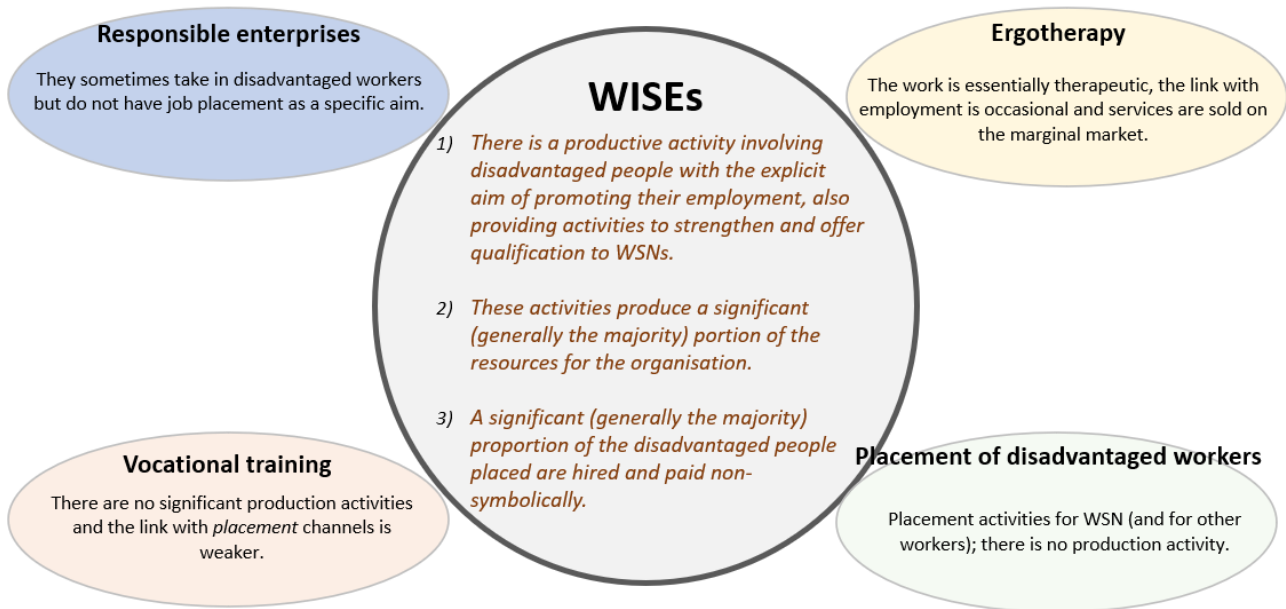 Responsible enterprises
They sometimes take in disadvantaged workers
but do not have job placement as a specific aim.
Ergotherapy
The work is essentially therapeutic, the link with
employment is occasional and services are sold on
the marginal market.
WISEs
1) There is a productive activity involving
disadvantaged people with the explicit
aim of promoting their employment, also
providing activities to strengthen and offer
qualification to WSNs.
2) These activities produce a significant
(generally the majority) portion of the
resources for the organisation.
3) A significant (generally the majority)
proportion of the disadvantaged people
placed are hired and paid non-
symbolically.
Vocational training
There are no significant production activities
and the link with placement channels is
weaker.
Placement of disadvantaged workers
Placement activities for WSN (and for other
workers); there is no production activity.